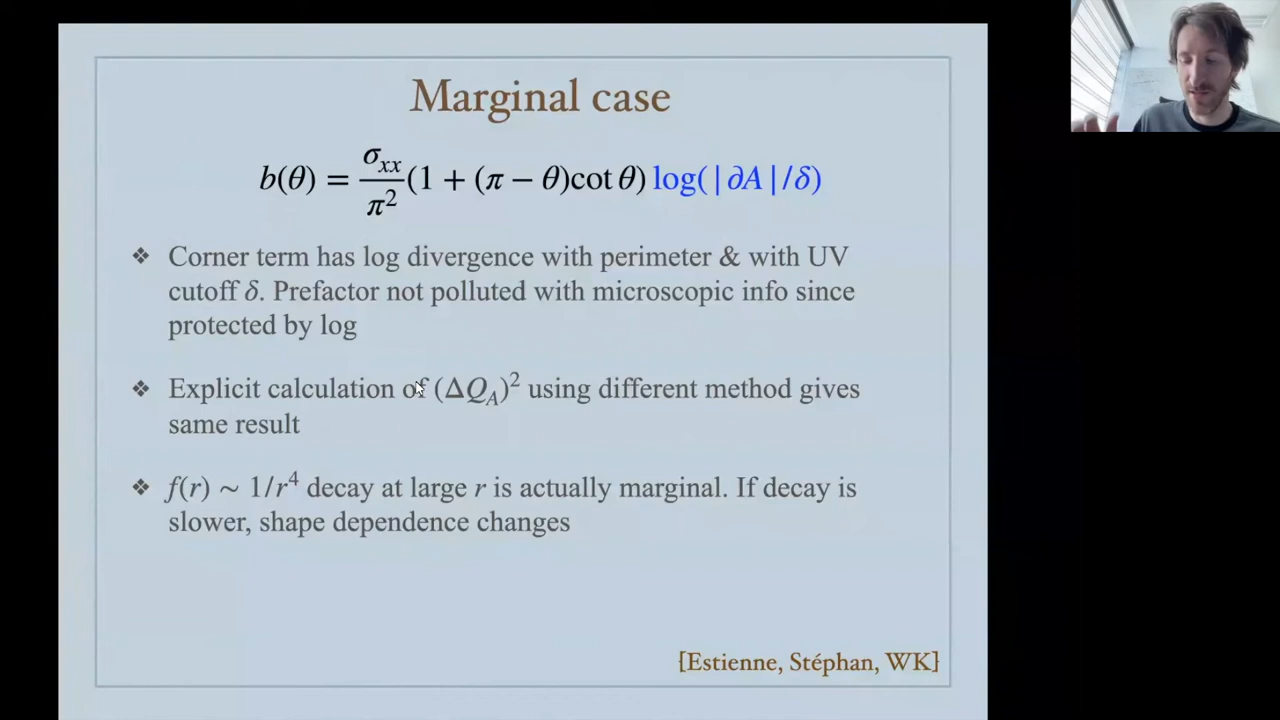 Marginal case
b(θ) = σxx/π² (1 + (π − θ)cot θ) log(|∂A|/δ)
❖ Corner term has log divergence with perimeter & with UV
cutoff δ. Prefactor not polluted with microscopic info since
protected by log
❖ Explicit calculation of (ΔQ_A)² using different method gives
same result
❖ f(r) ∼ 1/r⁴ decay at large r is actually marginal. If decay is
slower, shape dependence changes
[Estienne, Stéphan, WK]